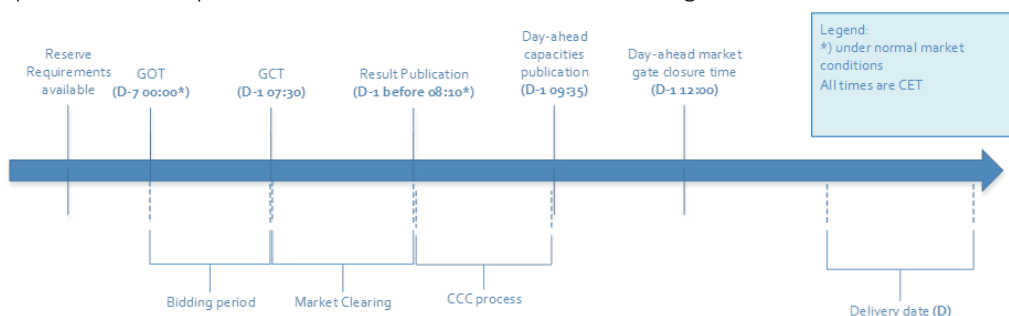 Reserve
Requirements
available
GOT
(D-7 00:00*)
GCT
(D-1 07:30)
Result Publication
(D-1 before 08:10*)
Day-ahead
capacities
publication
(D-1 09:35)
Day-ahead market
gate closure time
(D-1 12:00)
Legend:
*) under normal market
conditions
All times are CET
Bidding period
Market Clearing
CCC process
Delivery date (D)